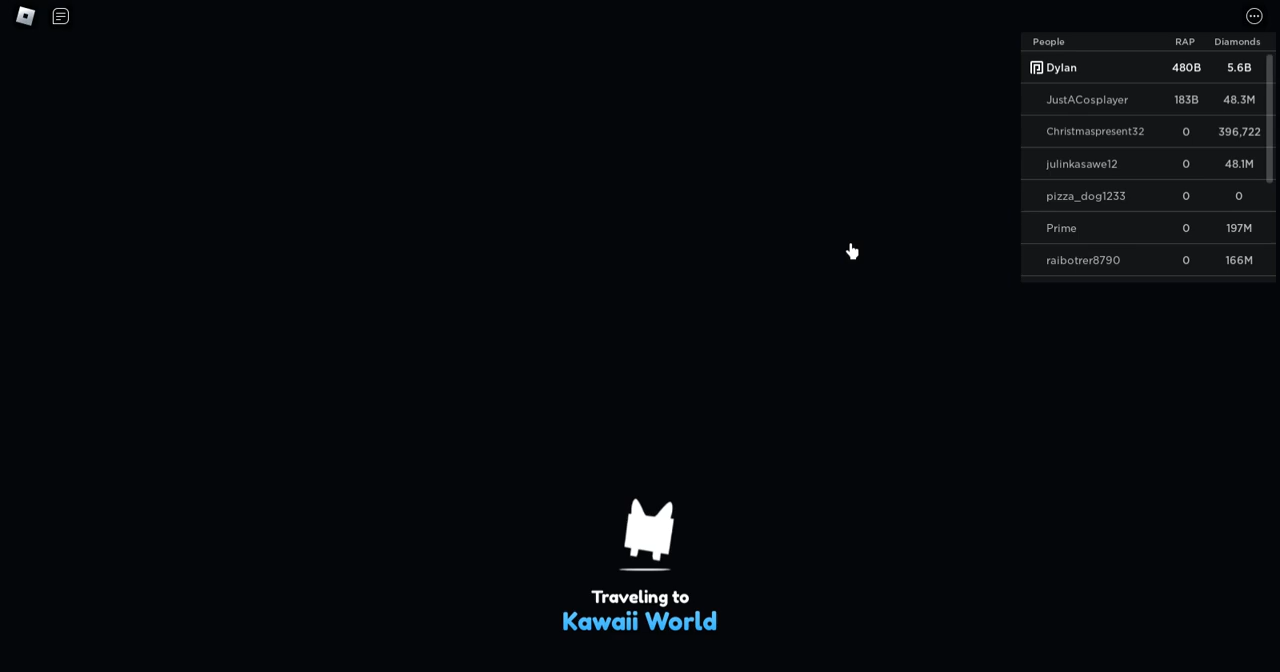 People RAP Diamonds
Dylan 480B 5.6B
JustACosplayer 183B 48.3M
Christmaspresent32 0 396,722
julinkasawe12 0 48.1M
pizza_dog1233 0 0
Prime 0 197M
raibotrer8790 0 166M
Traveling to
Kawaii World